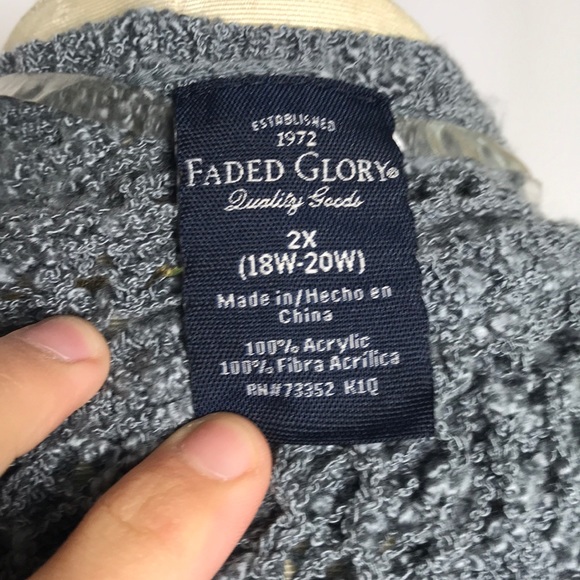 ESTABLISHED
1972
FADED GLORY®
Quality Goods
2X
(18W-20W)
Made in/Hecho en
China
100% Acrylic
100% Fibra Acrílica
RN#73352 K1Q